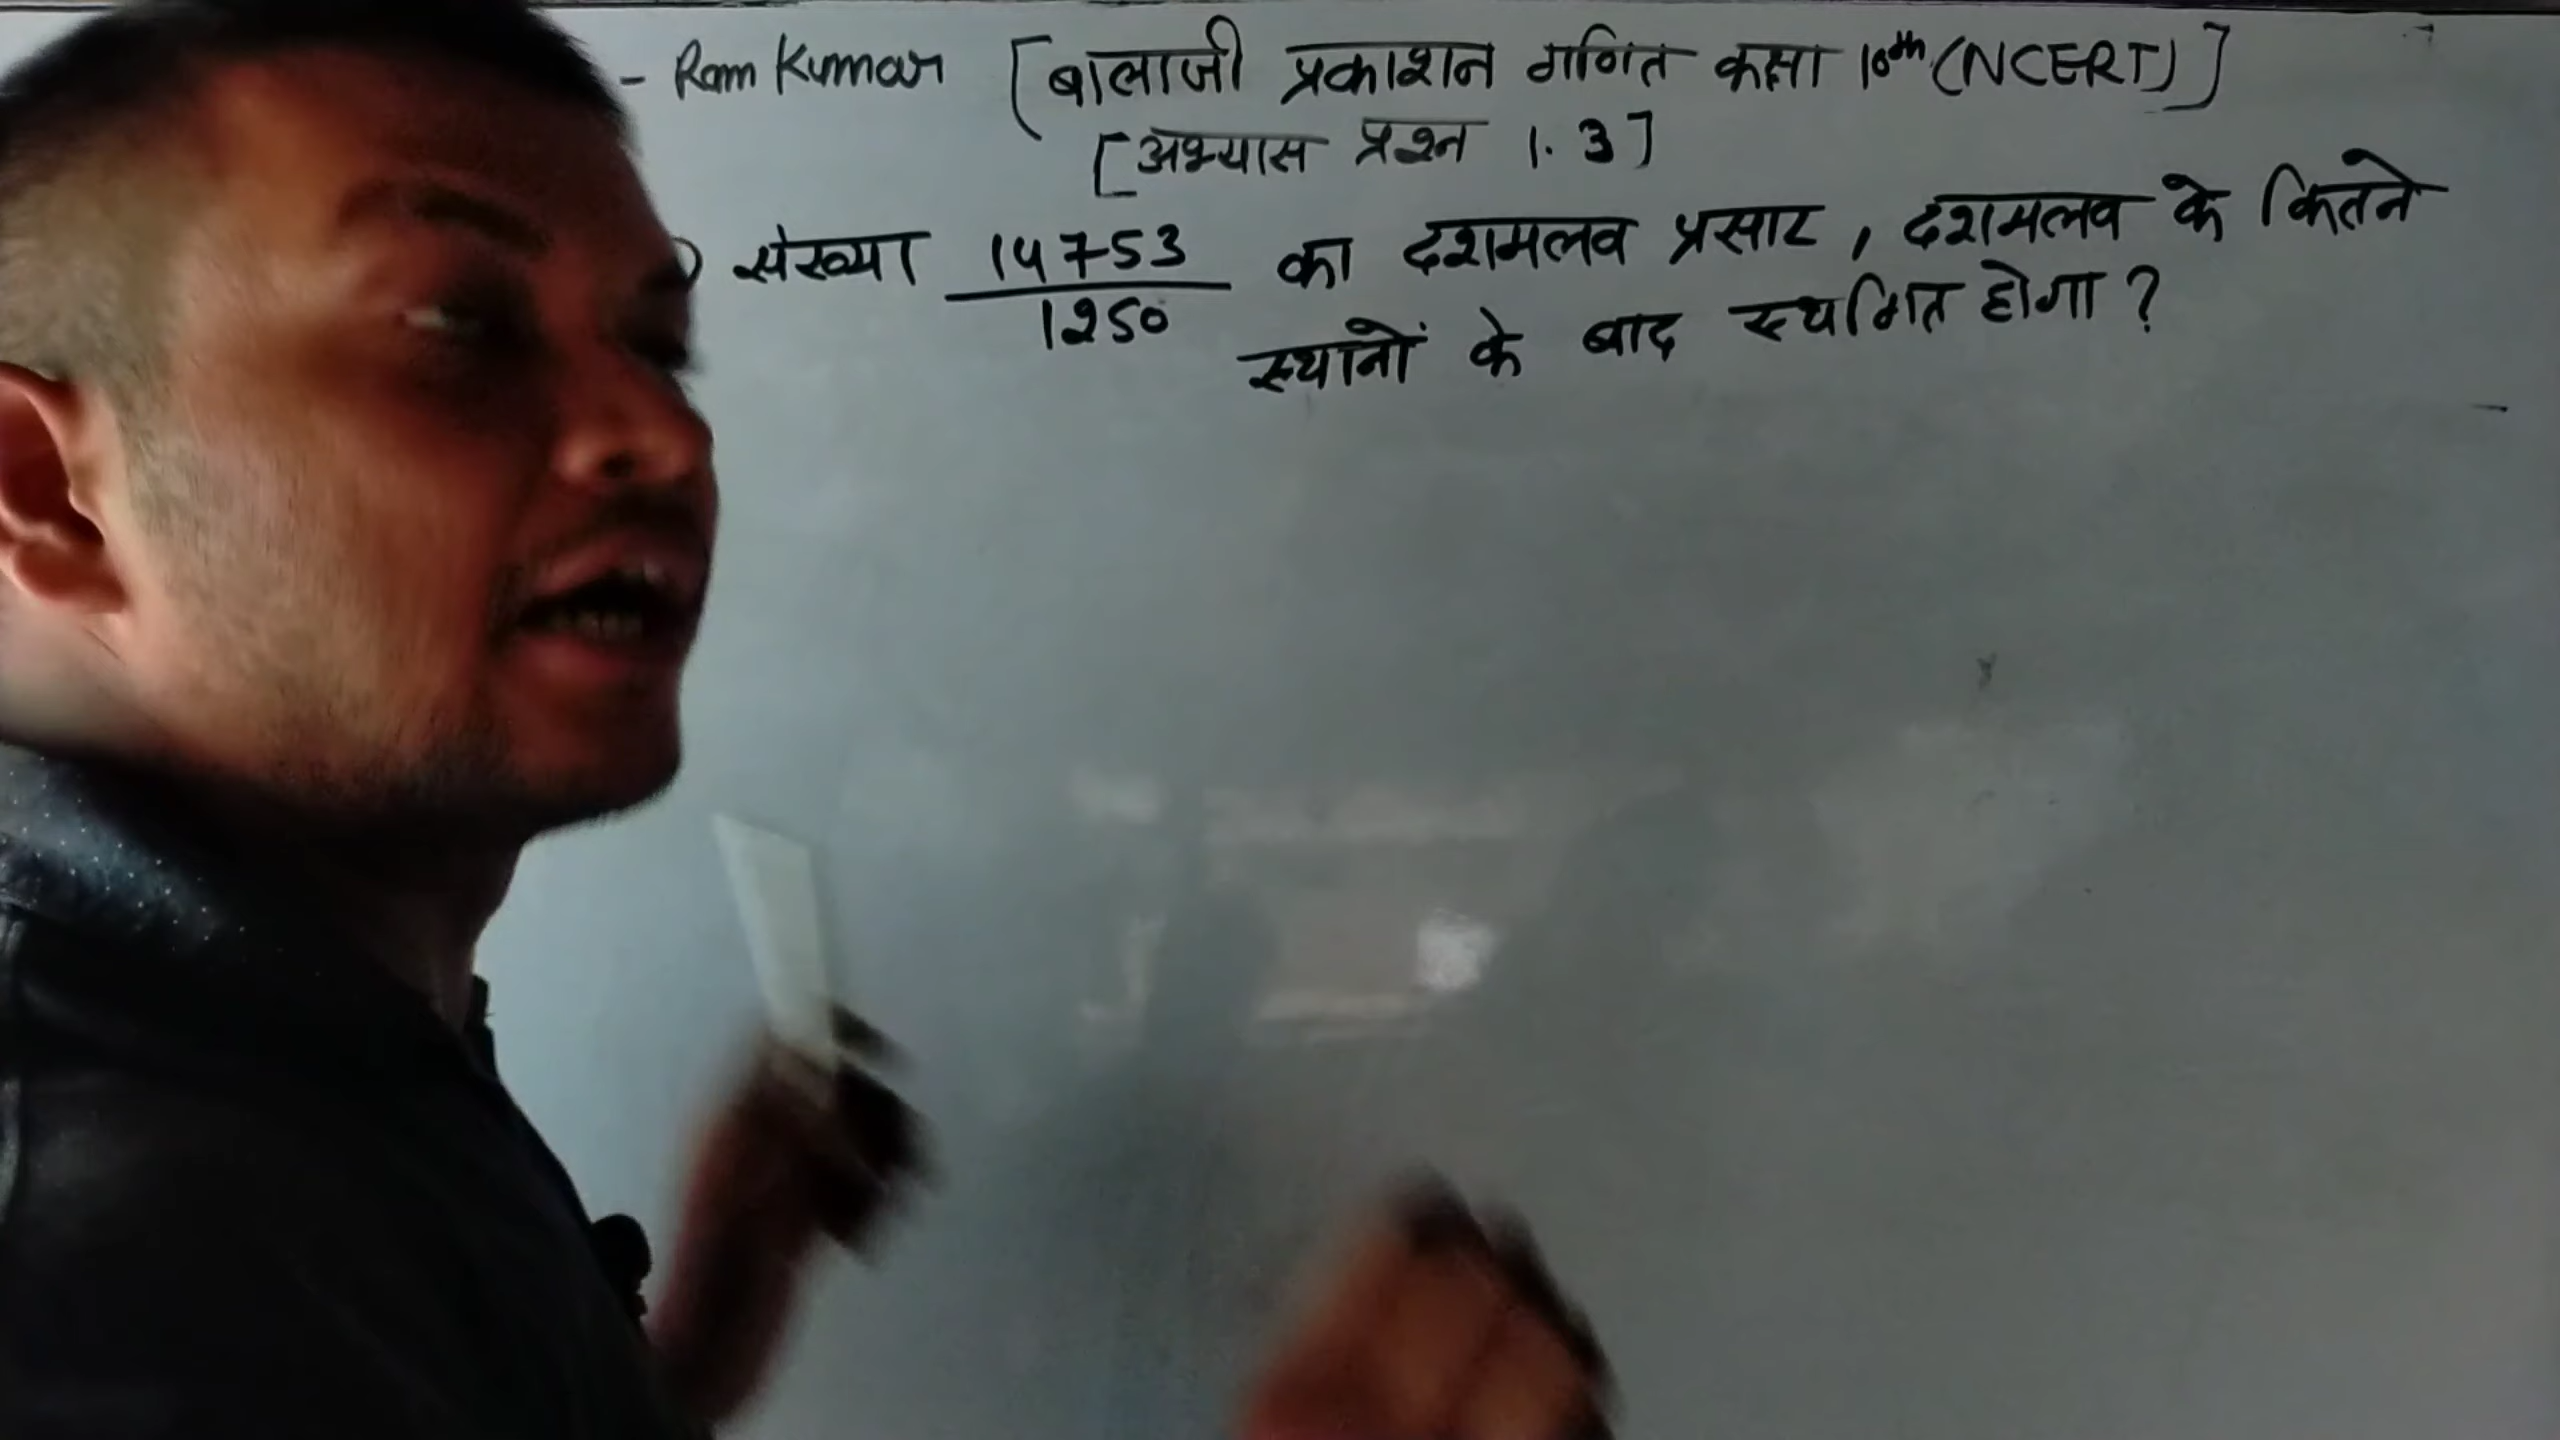 - Ram Kumar [बालाजी प्रकाशन गणित कक्षा 10th (NCERT)]
[अभ्यास प्रश्न 1.3]
) संख्या 14753/1250 का दशमलव प्रसार, दशमलव के कितने
स्थानों के बाद स्थगित होगा?